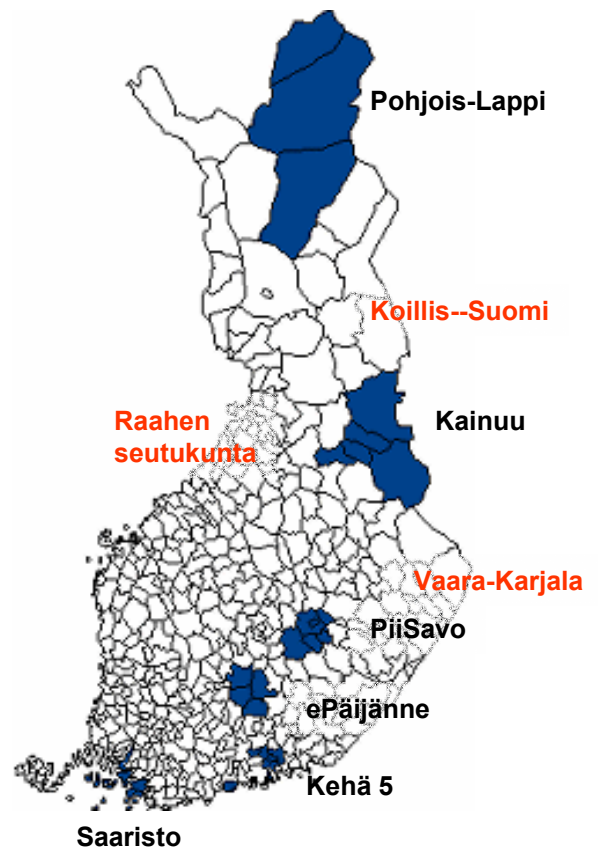 Pohjois-Lappi
Koillis--Suomi
Raahen
seutukunta
Kainuu
Vaara-Karjala
PiiSavo
ePäijänne
Kehä 5
Saaristo